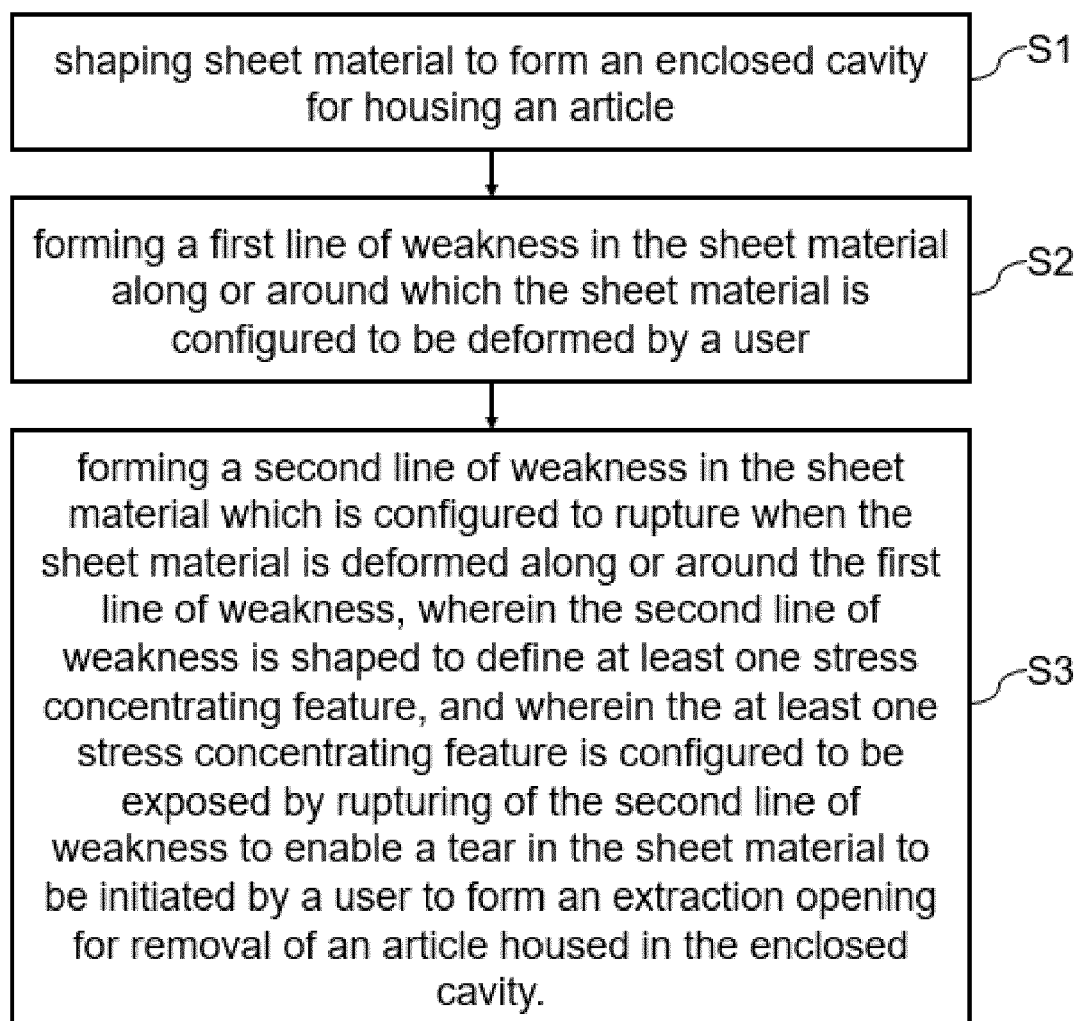 shaping sheet material to form an enclosed cavity
for housing an article
S1
forming a first line of weakness in the sheet material
along or around which the sheet material is
configured to be deformed by a user
S2
forming a second line of weakness in the sheet
material which is configured to rupture when the
sheet material is deformed along or around the first
line of weakness, wherein the second line of
weakness is shaped to define at least one stress
concentrating feature, and wherein the at least one
stress concentrating feature is configured to be
exposed by rupturing of the second line of
weakness to enable a tear in the sheet material to
be initiated by a user to form an extraction opening
for removal of an article housed in the enclosed
cavity.
S3